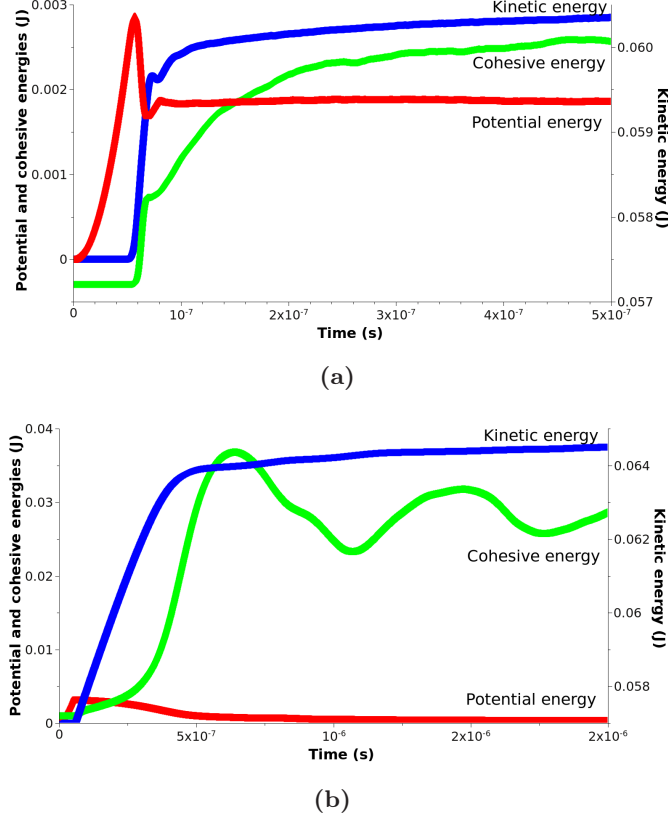 Potential and cohesive energies (J)
0.003
0.002
0.001
0
Kinetic energy
Cohesive energy
Potential energy
0.060
0.059
0.058
0.057
Kinetic energy (J)
0
10⁻⁷
2x10⁻⁷
3x10⁻⁷
4x10⁻⁷
5x10⁻⁷
Time (s)
(a)
Potential and cohesive energies (J)
0.04
0.03
0.02
0.01
0
Kinetic energy
Cohesive energy
Potential energy
0.064
0.062
0.06
0.058
Kinetic energy (J)
0
5x10⁻⁷
10⁻⁶
2x10⁻⁶
2x10⁻⁶
Time (s)
(b)